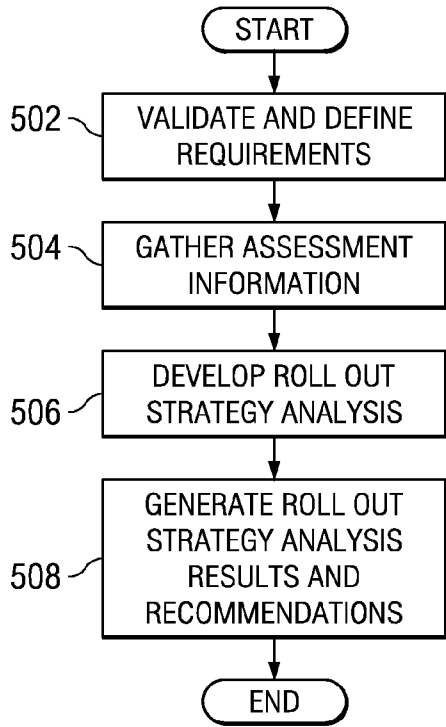 START
502
VALIDATE AND DEFINE
REQUIREMENTS
504
GATHER ASSESSMENT
INFORMATION
506
DEVELOP ROLL OUT
STRATEGY ANALYSIS
508
GENERATE ROLL OUT
STRATEGY ANALYSIS
RESULTS AND
RECOMMENDATIONS
END